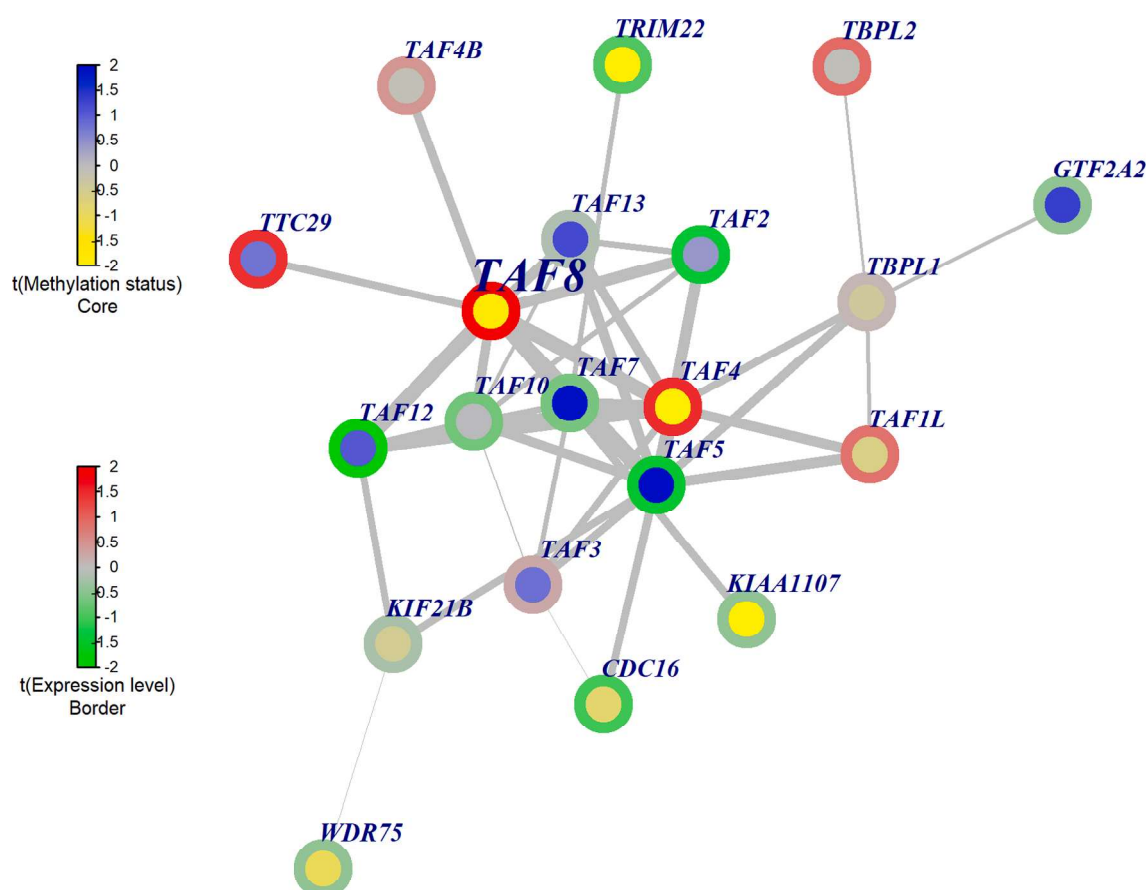 TRIM22
TBPL2
TAF4B
2
1.5
1
0.5
0
-0.5
-1
-1.5
-2
t(Methylation status)
Core
GTF2A2
TAF13
TAF2
TTC29
TAF8
TBPL1
TAF7
TAF4
TAF10
TAF12
TAF1L
TAF5
2
1.5
1
0.5
0
-0.5
-1
-1.5
-2
t(Expression level)
Border
TAF3
KIAA1107
KIF21B
CDC16
WDR75